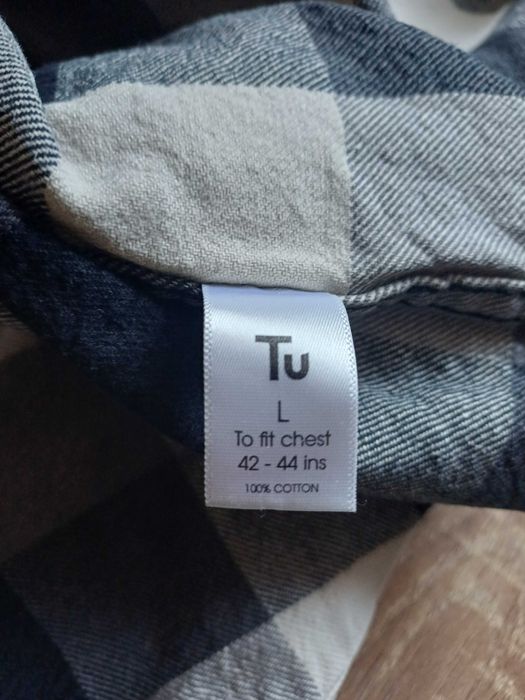 Tu
L
To fit chest
42 - 44 ins
100% COTTON